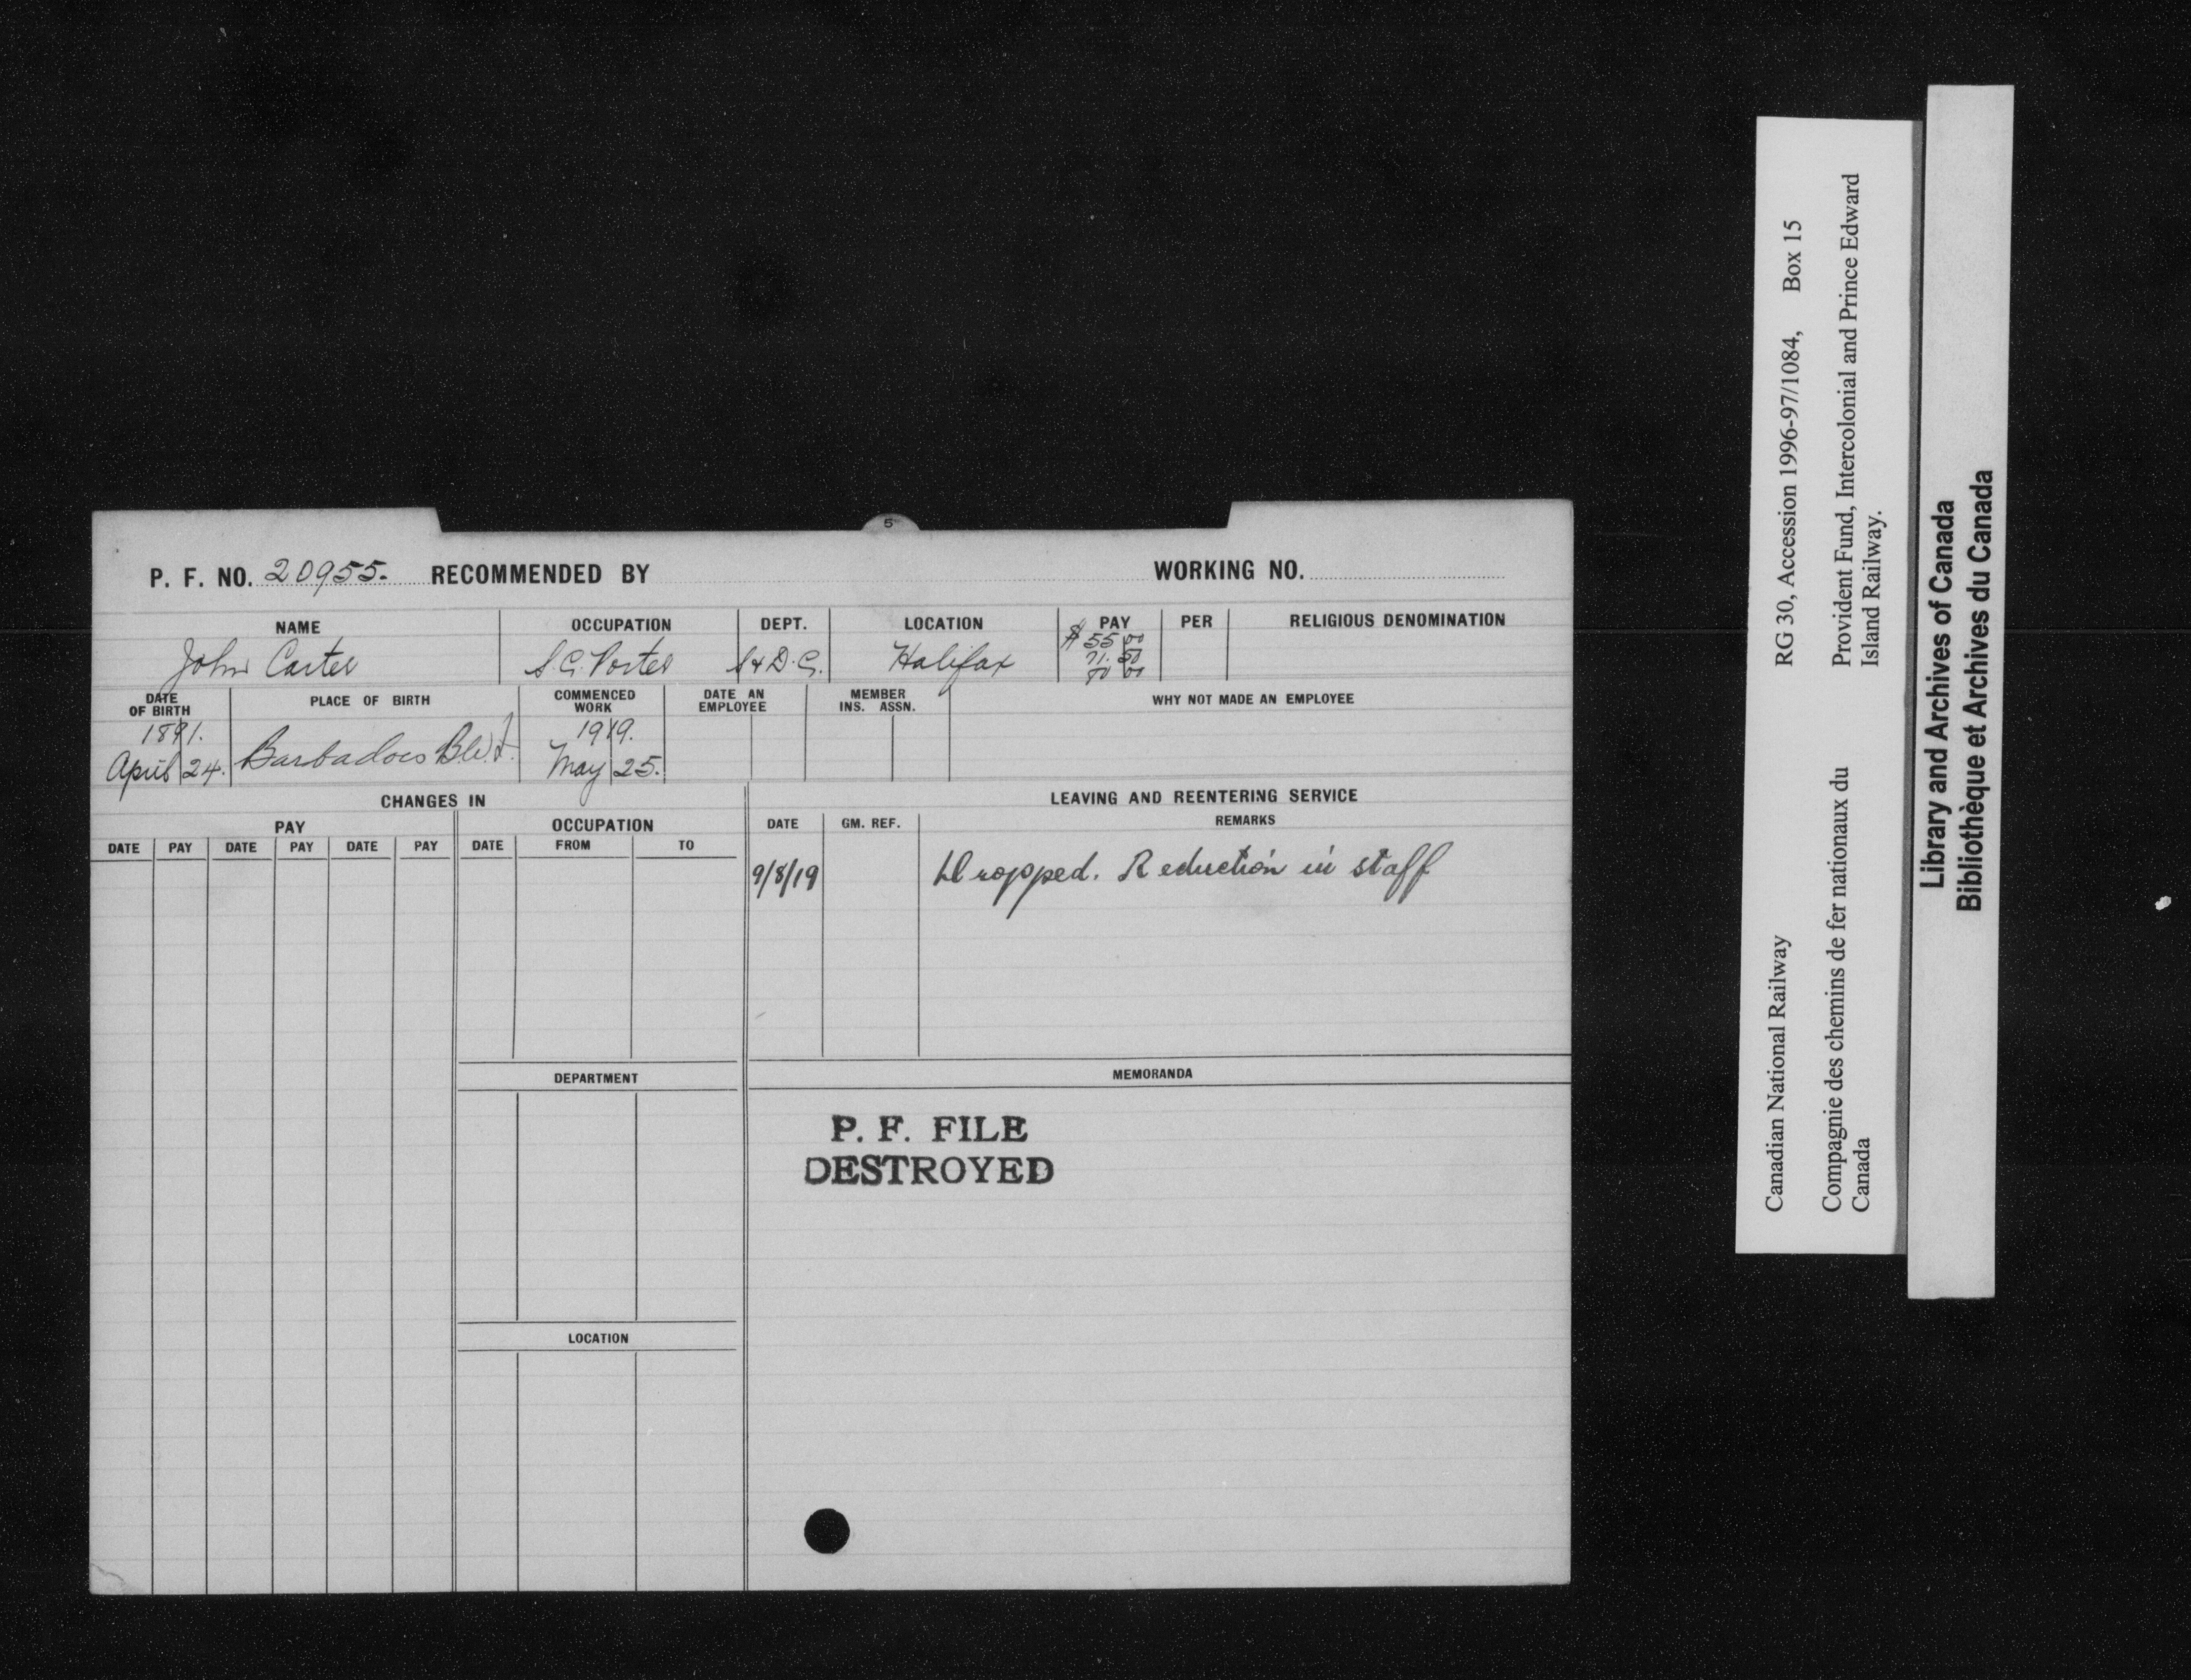 5
P. F. NO. 20955. RECOMMENDED BY WORKING NO.
NAME OCCUPATION DEPT. LOCATION PAY PER RELIGIOUS DENOMINATION
John Carter S.C. Porter S & D. C. Halifax $55 00
71. 50
70 00
DATE OF BIRTH PLACE OF BIRTH COMMENCED WORK DATE AN EMPLOYEE MEMBER INS. ASSN. WHY NOT MADE AN EMPLOYEE
1891. 1919.
April 24. Barbadoes May 25.
CHANGES IN LEAVING AND REENTERING SERVICE
PAY OCCUPATION DATE GM. REF. REMARKS
DATE PAY DATE PAY DATE PAY DATE FROM TO
9/8/19 Dropped. Reduction in staff
DEPARTMENT MEMORANDA
P. F. FILE
DESTROYED
LOCATION
Canadian National Railway RG 30, Accession 1996-97/1084, Box 15
Compagnie des chemins de fer nationaux du
Canada
Provident Fund, Intercolonial and Prince Edward
Island Railway.
Library and Archives of Canada
Bibliothèque et Archives du Canada